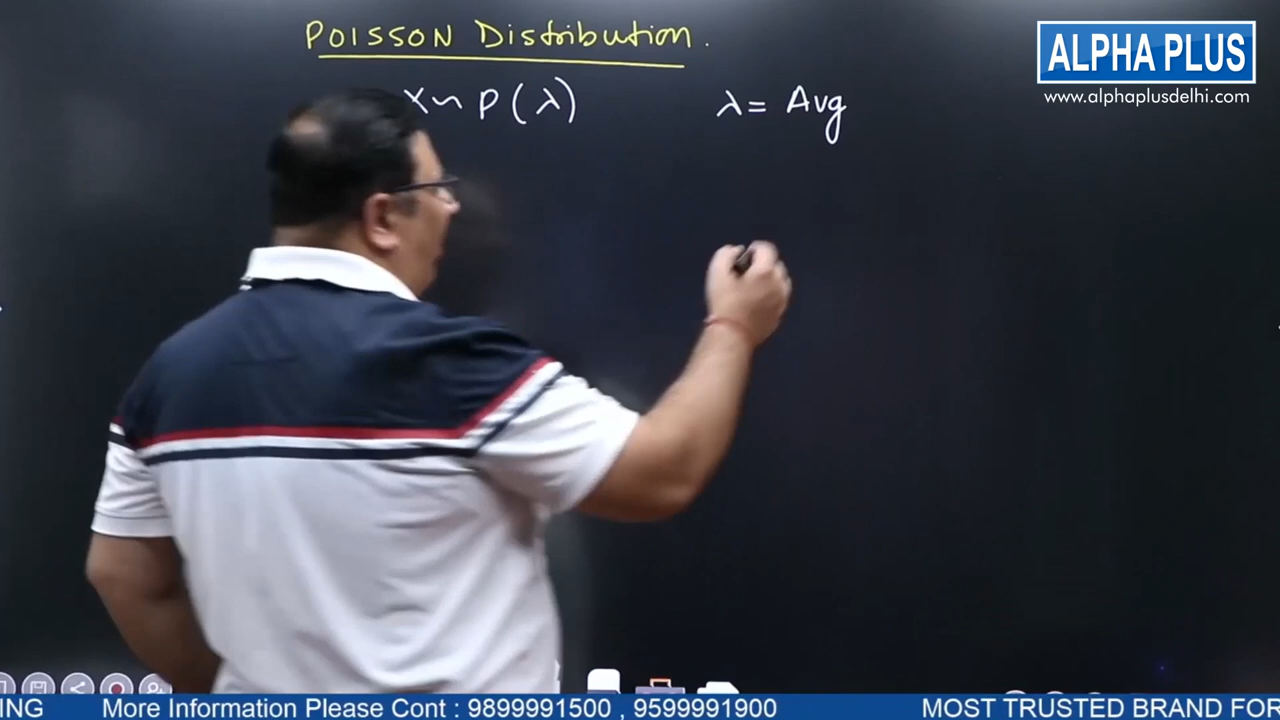 POISSON Distribution.
X~ P(λ) λ= Avg
ALPHA PLUS
www.alphaplusdelhi.com
ING More Information Please Cont : 9899991500 , 9599991900 MOST TRUSTED BRAND FOR